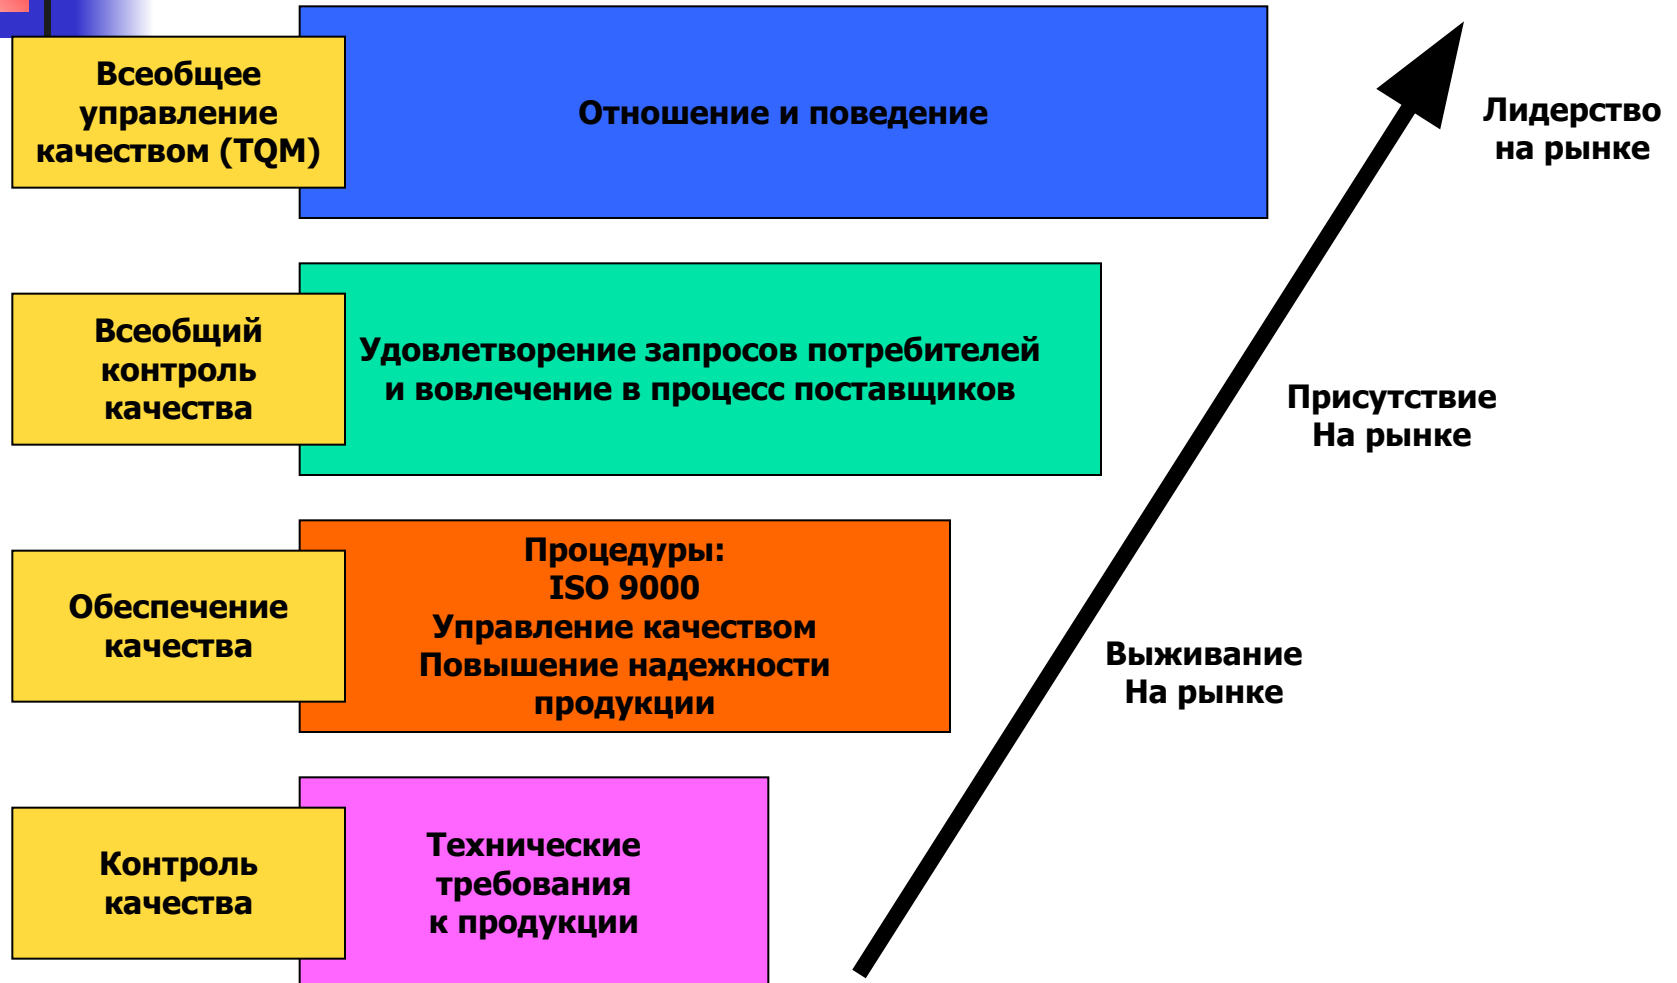 Всеобщее
управление
качеством (TQM)
Отношение и поведение
Лидерство
на рынке
Всеобщий
контроль
качества
Удовлетворение запросов потребителей
и вовлечение в процесс поставщиков
Присутствие
На рынке
Обеспечение
качества
Процедуры:
ISO 9000
Управление качеством
Повышение надежности
продукции
Выживание
На рынке
Контроль
качества
Технические
требования
к продукции